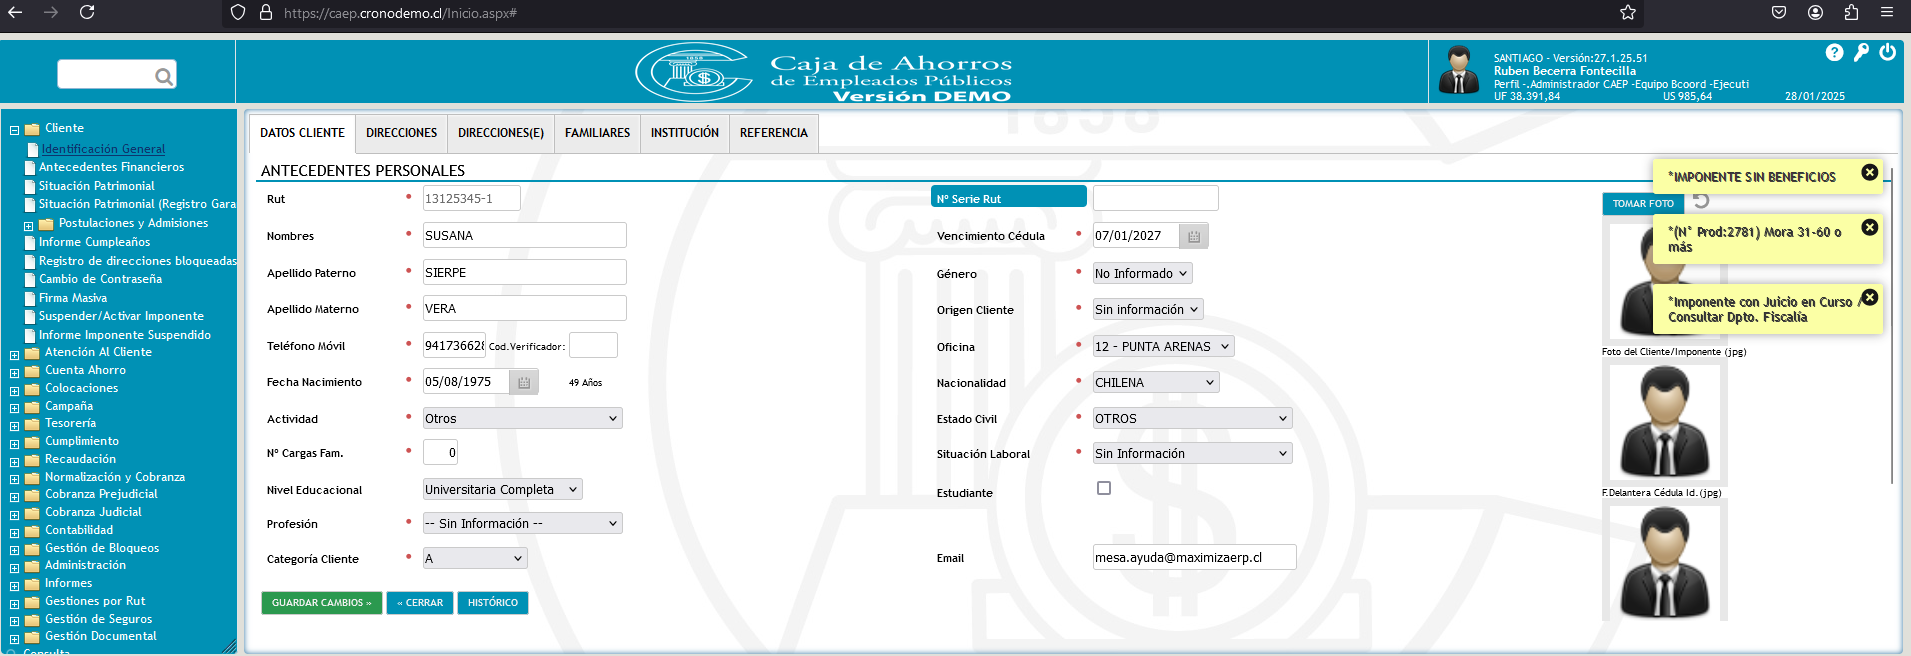 https://caep.cronodemo.cl/Inicio.aspx#
1858
Caja de Ahorros
de Empleados Públicos
Versión DEMO
SANTIAGO - Versión:27.1.25.51
Ruben Becerra Fontecilla
Perfil -.Administrador CAEP -Equipo Bcoord -Ejecuti
UF 38.391,84 US 985,64 28/01/2025
Cliente
Identificación General
Antecedentes Financieros
Situación Patrimonial
Situación Patrimonial (Registro Gara
Postulaciones y Admisiones
Informe Cumpleaños
Registro de direcciones bloqueadas
Cambio de Contraseña
Firma Masiva
Suspender/Activar Imponente
Informe Imponente Suspendido
Atención Al Cliente
Cuenta Ahorro
Colocaciones
Campaña
Tesorería
Cumplimiento
Recaudación
Normalización y Cobranza
Cobranza Prejudicial
Cobranza Judicial
Contabilidad
Gestión de Bloqueos
Administración
Informes
Gestiones por Rut
Gestión de Seguros
Gestión Documental
Consulta
DATOS CLIENTE DIRECCIONES DIRECCIONES(E) FAMILIARES INSTITUCIÓN REFERENCIA
1858
ANTECEDENTES PERSONALES
Rut * 13125345-1 Nº Serie Rut
Nombres * SUSANA Vencimiento Cédula * 07/01/2027
Apellido Paterno * SIERPE Género * No Informado
Apellido Materno * VERA Origen Cliente * Sin información
Teléfono Móvil * 941736628 Cod.Verificador: Oficina * 12 - PUNTA ARENAS
Fecha Nacimiento * 05/08/1975 49 Años Nacionalidad * CHILENA
Actividad * Otros Estado Civil * OTROS
Nº Cargas Fam. * 0 Situación Laboral * Sin Información
Nivel Educacional Universitaria Completa Estudiante
Profesión * -- Sin Información --
Categoría Cliente * A Email mesa.ayuda@maximizaerp.cl
GUARDAR CAMBIOS » « CERRAR HISTÓRICO
*IMPONENTE SIN BENEFICIOS
TOMAR FOTO
*(N° Prod:2781) Mora 31-60 o
más
*Imponente con Juicio en Curso /
Consultar Dpto. Fiscalía
Foto del Cliente/Imponente (jpg)
F.Delantera Cédula Id.(jpg)